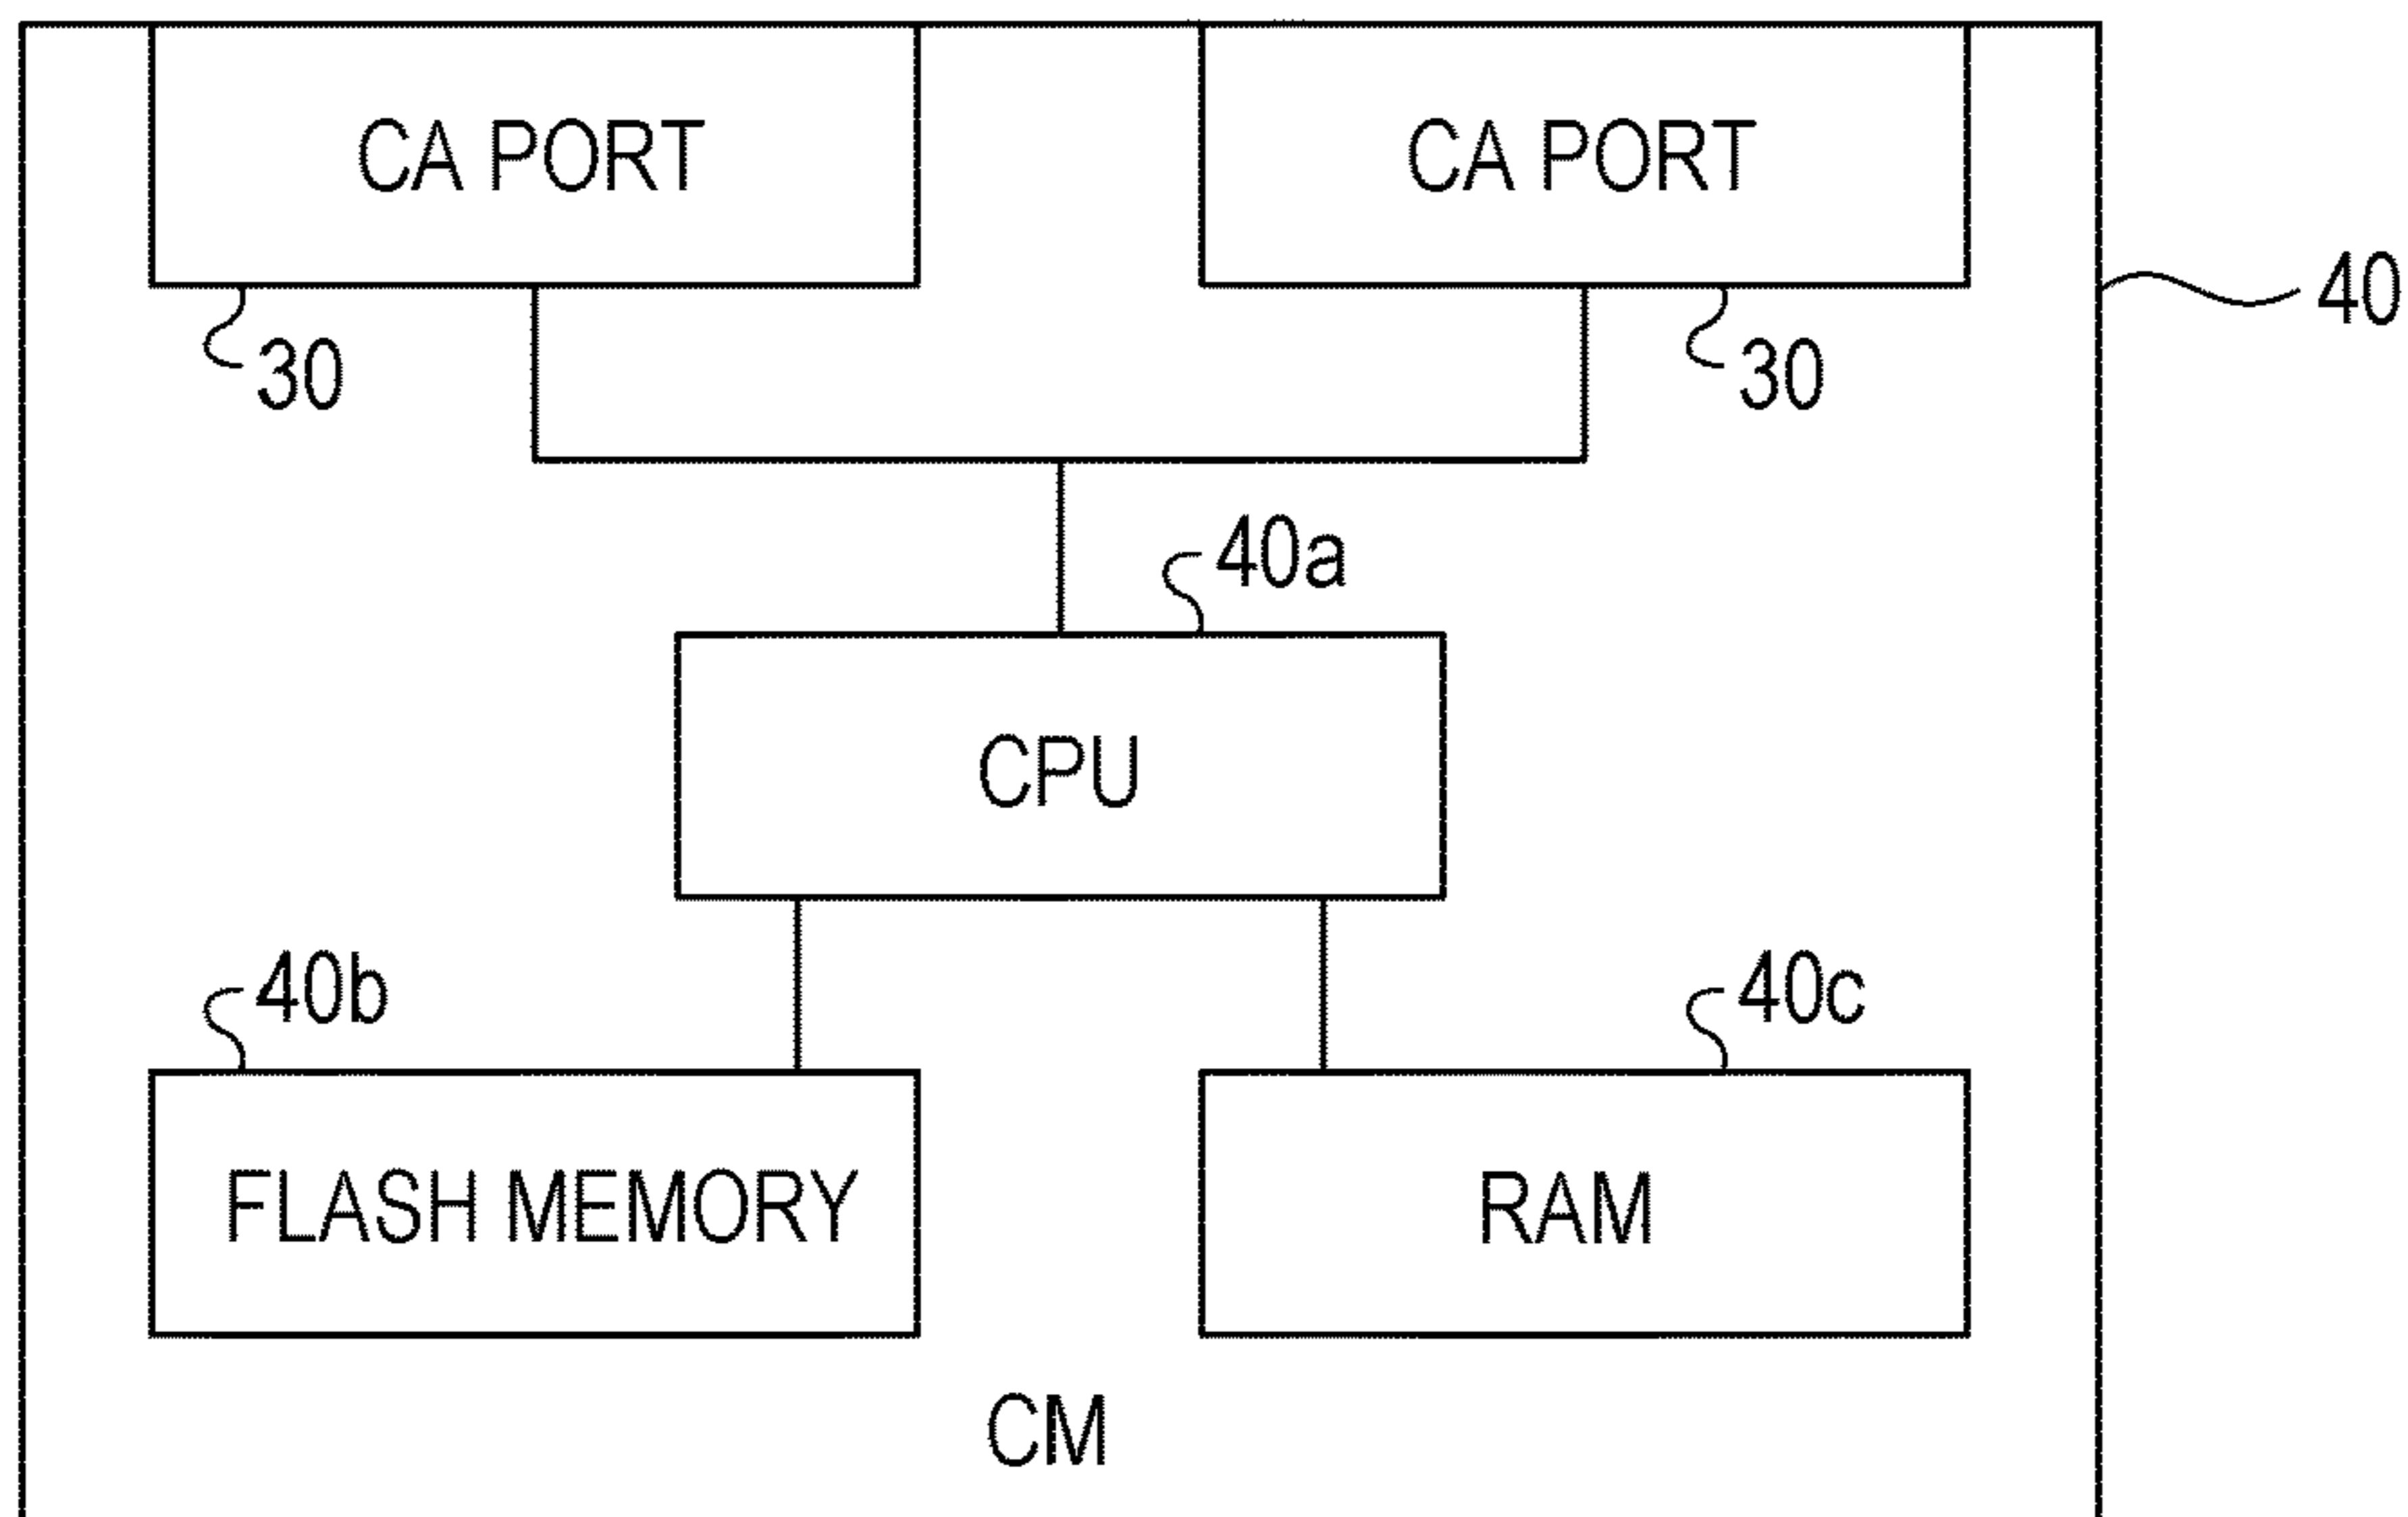 CA PORT CA PORT
40
30 30
40a
CPU
40b 40c
FLASH MEMORY RAM
CM